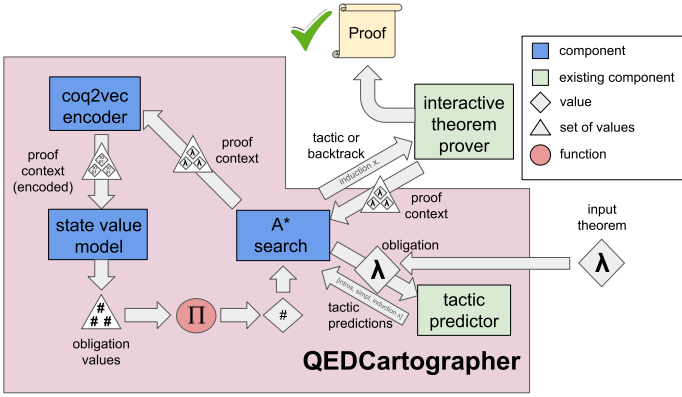 Proof
component
existing component
value
set of values
function
coq2vec
encoder
interactive
theorem
prover
proof
context
λ
λ λ
tactic or
backtrack
induction x.
proof
context
(encoded)
λ
λ λ
proof
context
state value
model
A*
search
obligation
input
theorem
λ
λ
[intros, simpl, induction x]
tactic
predictions
tactic
predictor
#
# #
Π
#
obligation
values
QEDCartographer